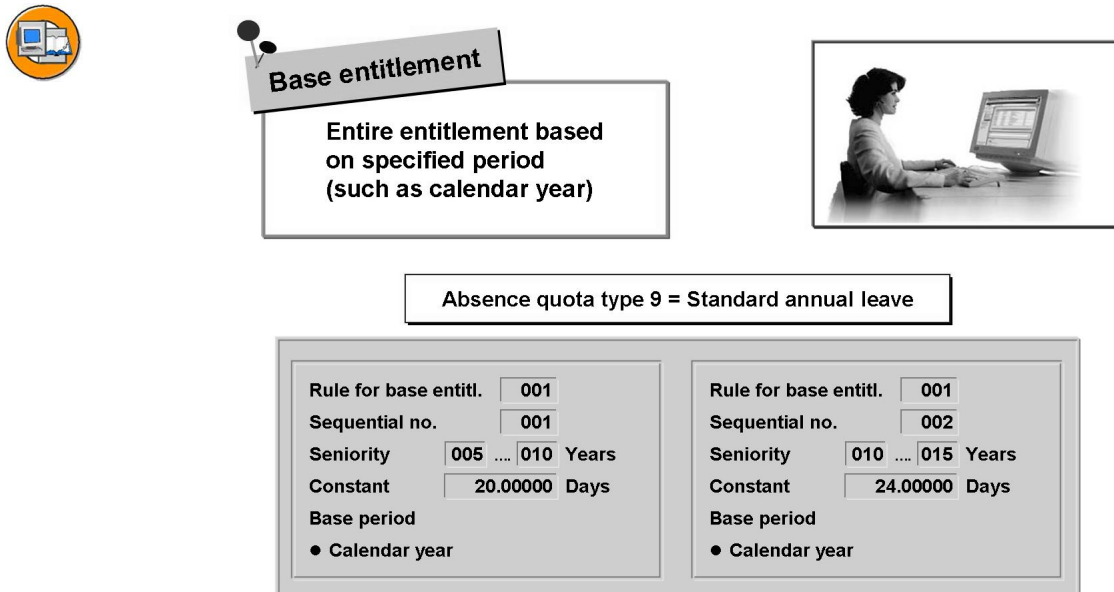 Base entitlement
Entire entitlement based
on specified period
(such as calendar year)
Absence quota type 9 = Standard annual leave
Rule for base entitl. 001
Sequential no. 001
Seniority 005 .... 010 Years
Constant 20.00000 Days
Base period
● Calendar year
Rule for base entitl. 001
Sequential no. 002
Seniority 010 .... 015 Years
Constant 24.00000 Days
Base period
● Calendar year